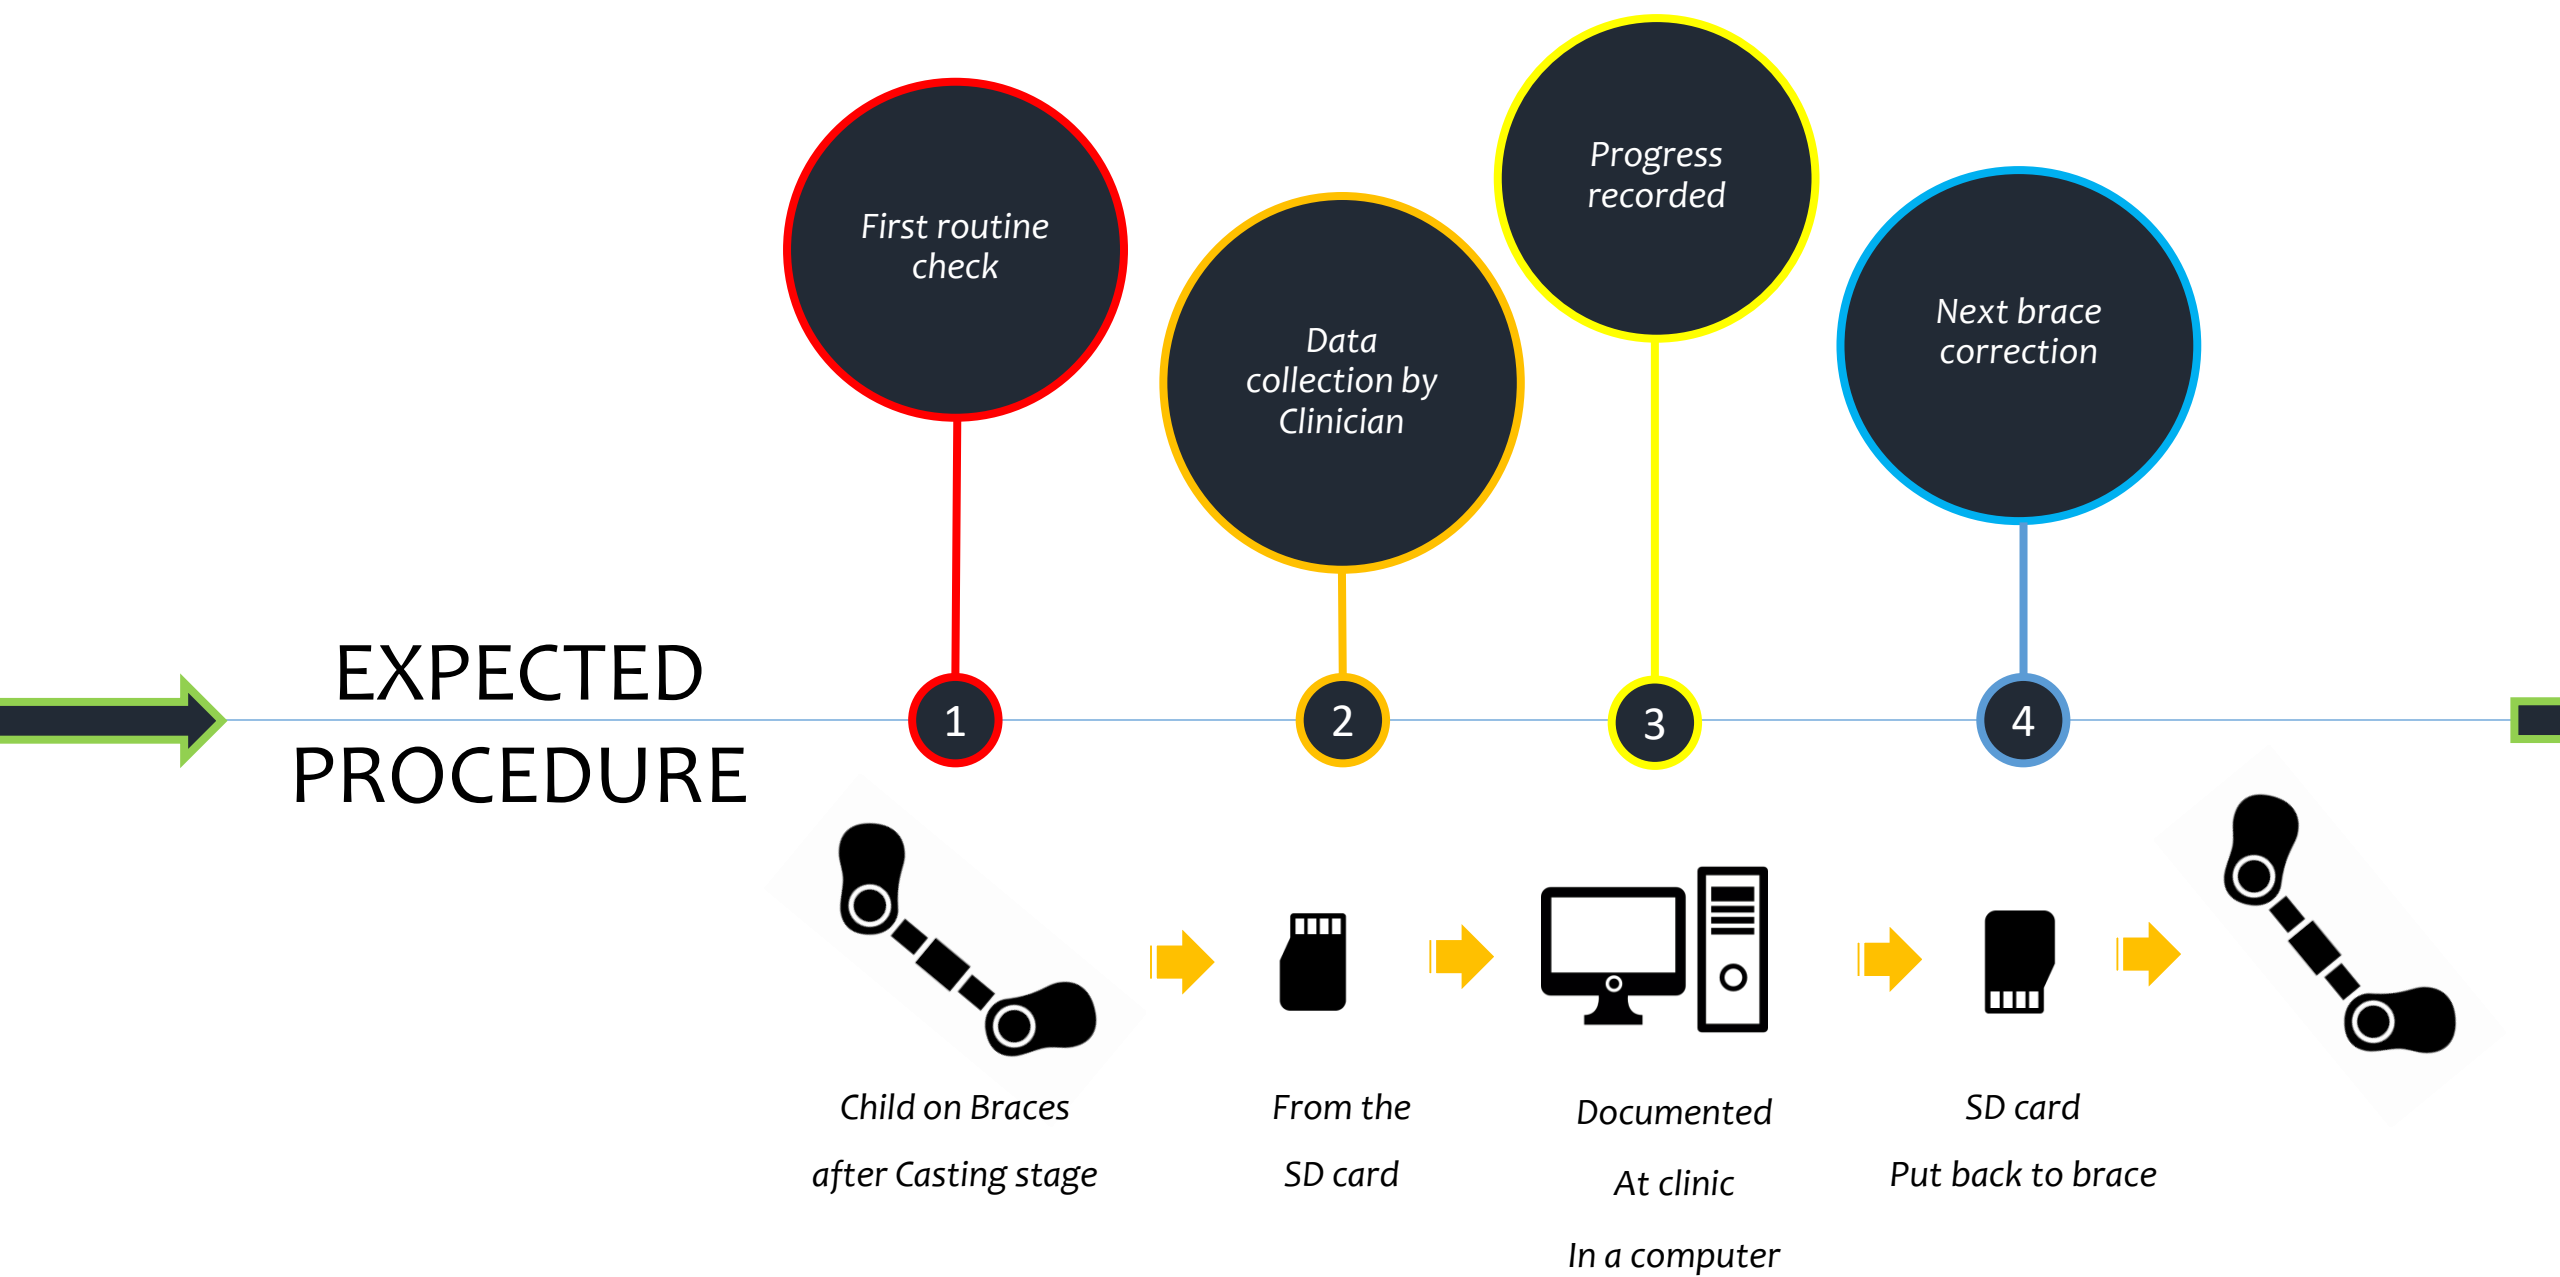 EXPECTED
PROCEDURE
First routine
check
Data
collection by
Clinician
Progress
recorded
Next brace
correction
1
2
3
4
Child on Braces
after Casting stage
From the
SD card
Documented
At clinic
In a computer
SD card
Put back to brace